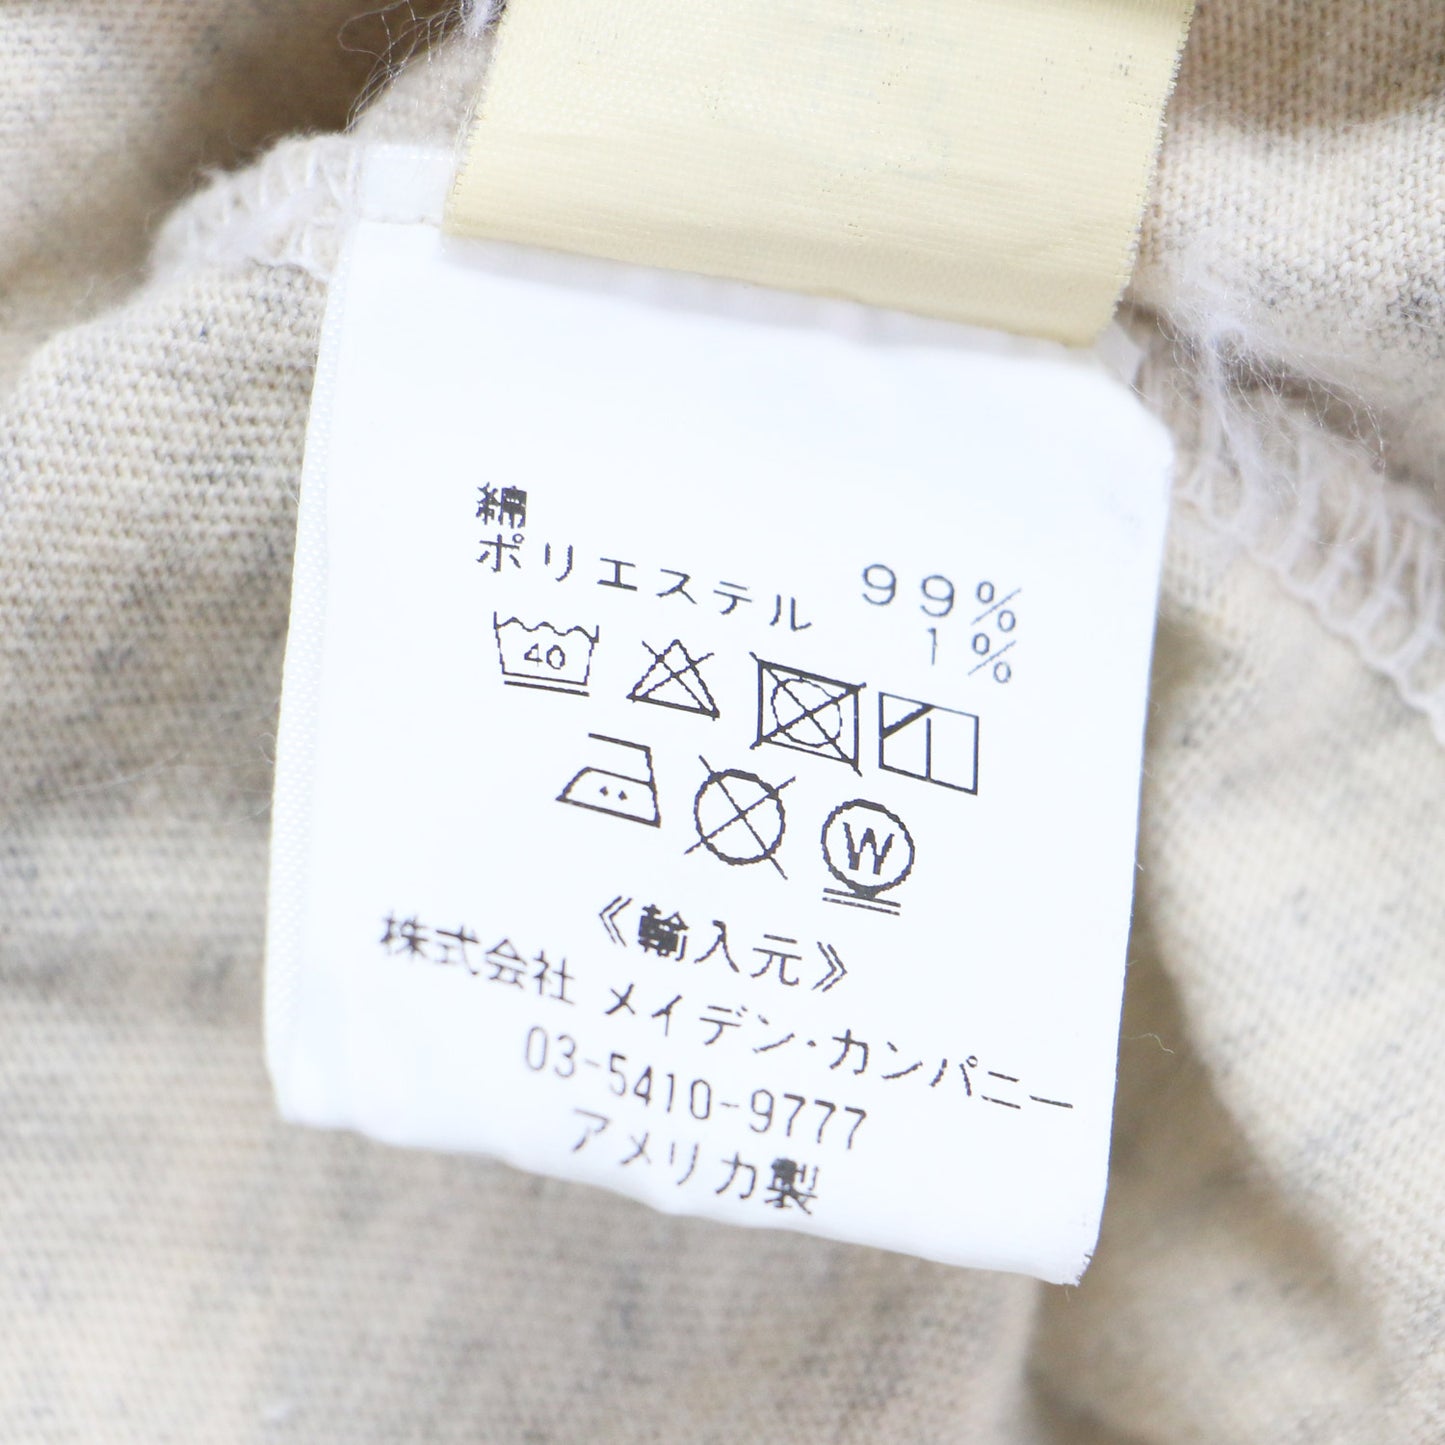 綿 99%
ポリエステル 1%
40
W
《輸入元》
株式会社 メイデン・カンパニー
03-5410-9777
アメリカ製